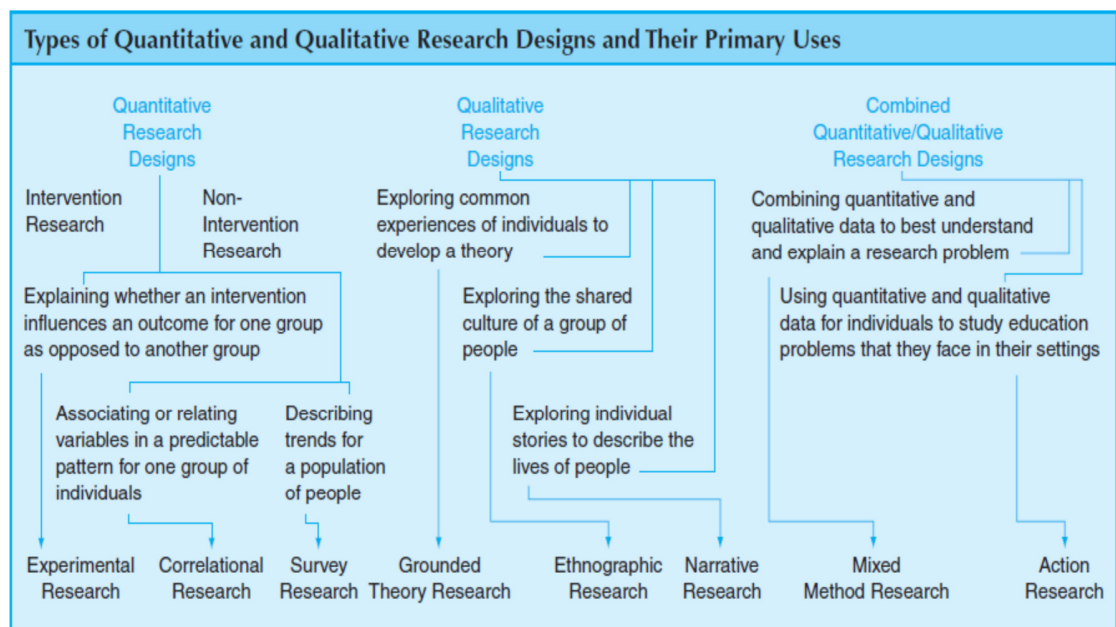 Types of Quantitative and Qualitative Research Designs and Their Primary Uses
Quantitative
Research
Designs
Intervention
Research
Non-
Intervention
Research
Explaining whether an intervention
influences an outcome for one group
as opposed to another group
Associating or relating
variables in a predictable
pattern for one group of
individuals
Describing
trends for
a population
of people
Experimental
Research
Correlational
Research
Survey
Research
Qualitative
Research
Designs
Exploring common
experiences of individuals to
develop a theory
Exploring the shared
culture of a group of
people
Exploring individual
stories to describe the
lives of people
Grounded
Theory Research
Ethnographic
Research
Narrative
Research
Combined
Quantitative/Qualitative
Research Designs
Combining quantitative and
qualitative data to best understand
and explain a research problem
Using quantitative and qualitative
data for individuals to study education
problems that they face in their settings
Mixed
Method Research
Action
Research